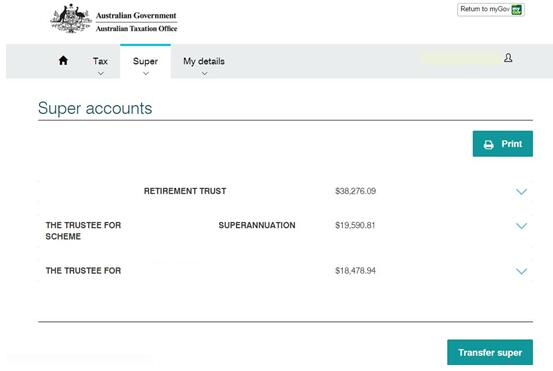 Australian Government
Australian Taxation Office
Return to myGov my
Tax Super My details
Super accounts
Print
RETIREMENT TRUST $38,276.09
THE TRUSTEE FOR SUPERANNUATION $19,590.81
SCHEME
THE TRUSTEE FOR $18,478.94
Transfer super